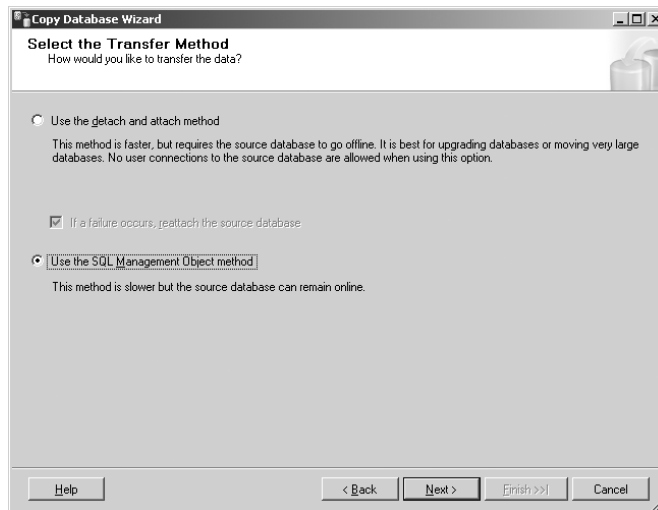 Copy Database Wizard
Select the Transfer Method
How would you like to transfer the data?
Use the detach and attach method
This method is faster, but requires the source database to go offline. It is best for upgrading databases or moving very large
databases. No user connections to the source database are allowed when using this option.
If a failure occurs, reattach the source database
Use the SQL Management Object method
This method is slower but the source database can remain online.
Help
< Back
Next >
Finish >>|
Cancel